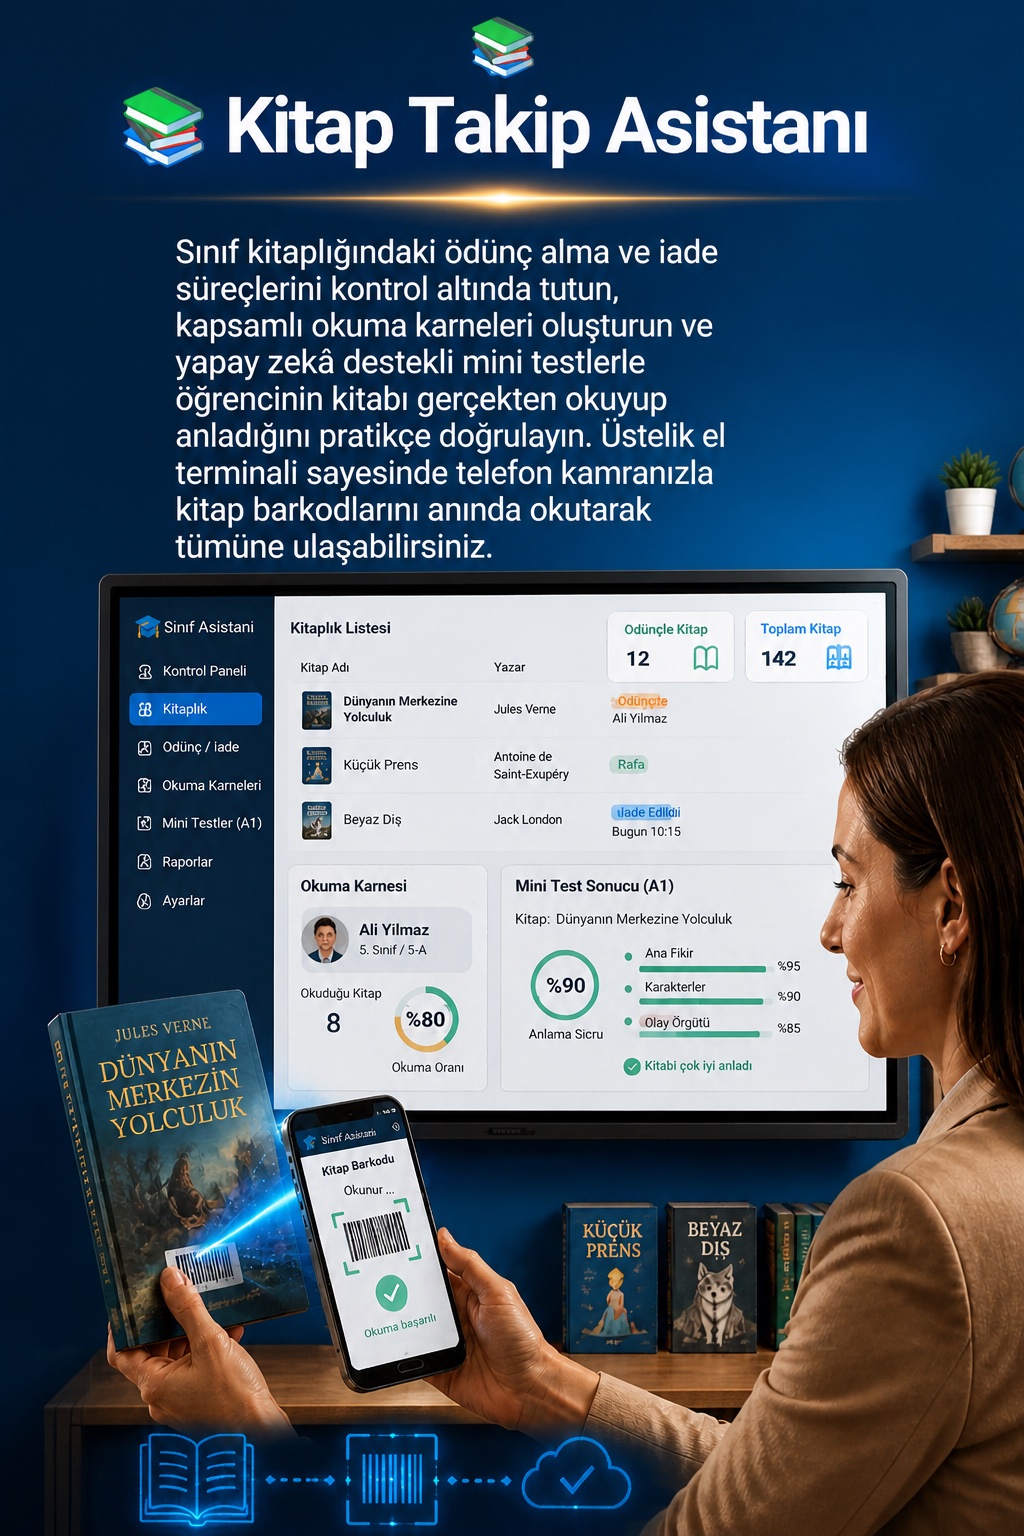 Kitap Takip Asistanı
Sınıf kitaplığındaki ödünç alma ve iade
süreçlerini kontrol altında tutun,
kapsamlı okuma karneleri oluşturun ve
yapay zekâ destekli mini testlerle
öğrencinin kitabı gerçekten okuyup
anladığını pratikçe doğrulayın. Üstelik el
terminali sayesinde telefon kamranızla
kitap barkodlarını anında okutarak
tümüne ulaşabilirsiniz.
Sinıf Asistani
Kontrol Paneli
Kitaplık
Odünç / iade
Okuma Karneleri
Mini Testler (A1)
Raporlar
Ayarlar
Kitaplık Listesi
Odünçle Kitap
12
Toplam Kitap
142
Kitap Adı
Yazar
Dünyanın Merkezine
Yolculuk
Jules Verne
Odünçte
Ali Yilmaz
Küçük Prens
Antoine de
Saint-Exupéry
Rafa
Beyaz Diş
Jack London
Bugun 10:15
Okuma Karnesi
Ali Yilmaz
5. Sınıf / 5-A
Okuduğu Kitap
8
%80
Okuma Oranı
Mini Test Sonucu (A1)
Kitap: Dünyanın Merkezine Yolculuk
%90
Anlama Sicru
Ana Fikir
%95
Karakterler
%90
Olay Örgütü
%85
Kitabi çok iyi anladı
JULES VERNE
DÜNYANIN
MERKEZİN
YOLCULUK
Sinıf Asistani
Kitap Barkodu
Okunur ...
Okuma başarılı
KÜÇÜK
PRENS
BEYAZ
DIŞ